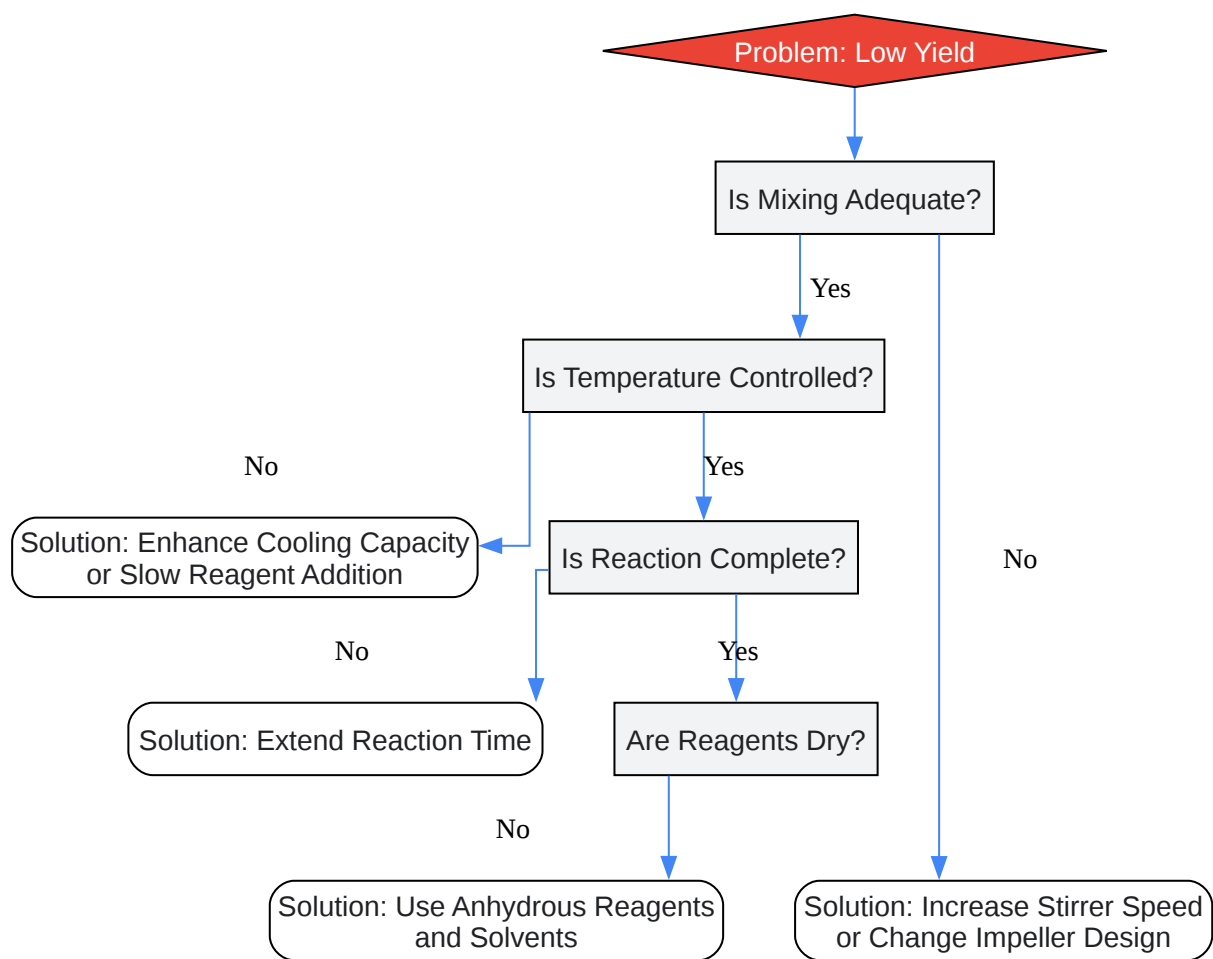 Problem: Low Yield
Is Mixing Adequate?
Yes
Is Temperature Controlled?
No
Yes
Solution: Enhance Cooling Capacity
or Slow Reagent Addition
Is Reaction Complete?
No
No
Yes
Solution: Extend Reaction Time
Are Reagents Dry?
No
Solution: Use Anhydrous Reagents
and Solvents
Solution: Increase Stirrer Speed
or Change Impeller Design